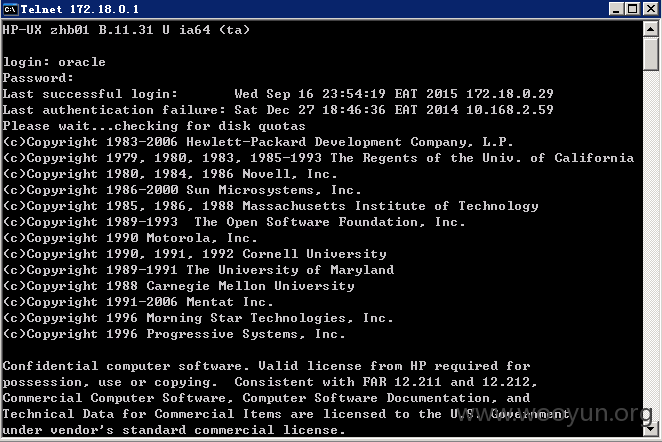 Telnet 172.18.0.1
HP-UX zhb01 B.11.31 U ia64 (ta)
login: oracle
Password:
Last successful login:       Wed Sep 16 23:54:19 EAT 2015 172.18.0.29
Last authentication failure: Sat Dec 27 18:46:36 EAT 2014 10.168.2.59
Please wait...checking for disk quotas
(c)Copyright 1983-2006 Hewlett-Packard Development Company, L.P.
(c)Copyright 1979, 1980, 1983, 1985-1993 The Regents of the Univ. of California
(c)Copyright 1980, 1984, 1986 Novell, Inc.
(c)Copyright 1986-2000 Sun Microsystems, Inc.
(c)Copyright 1985, 1986, 1988 Massachusetts Institute of Technology
(c)Copyright 1989-1993  The Open Software Foundation, Inc.
(c)Copyright 1990 Motorola, Inc.
(c)Copyright 1990, 1991, 1992 Cornell University
(c)Copyright 1989-1991 The University of Maryland
(c)Copyright 1988 Carnegie Mellon University
(c)Copyright 1991-2006 Mentat Inc.
(c)Copyright 1996 Morning Star Technologies, Inc.
(c)Copyright 1996 Progressive Systems, Inc.
Confidential computer software. Valid license from HP required for
possession, use or copying.  Consistent with FAR 12.211 and 12.212,
Commercial Computer Software, Computer Software Documentation, and
Technical Data for Commercial Items are licensed to the U.S. Government
under vendor's standard commercial license.
www.wooyun.org